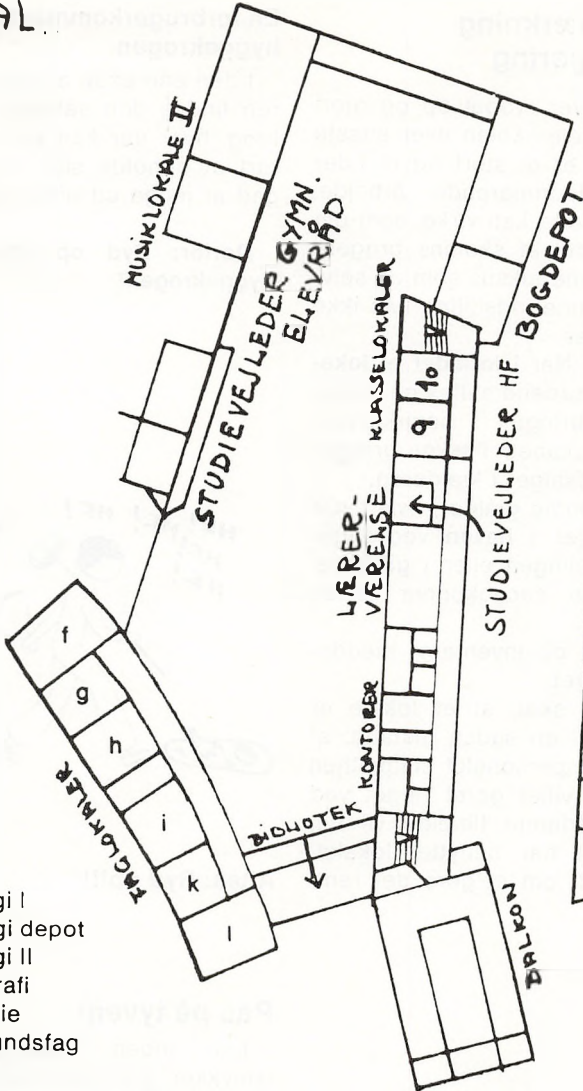 MUSIKLOKALE II
STUDIEVEJLEDER GYMN.
ELEVRÅD
BOGDEPOT
KLASSELOKALER
10
9
STUDIEVEJLEDER HF
LÆRER-
VÆRELSE
KONTORER
BIBLIOTEK
BALKON
FAGLOKALER
f
g
h
i
k
l
gi I
gi depot
gi II
rafi
ie
undsfag